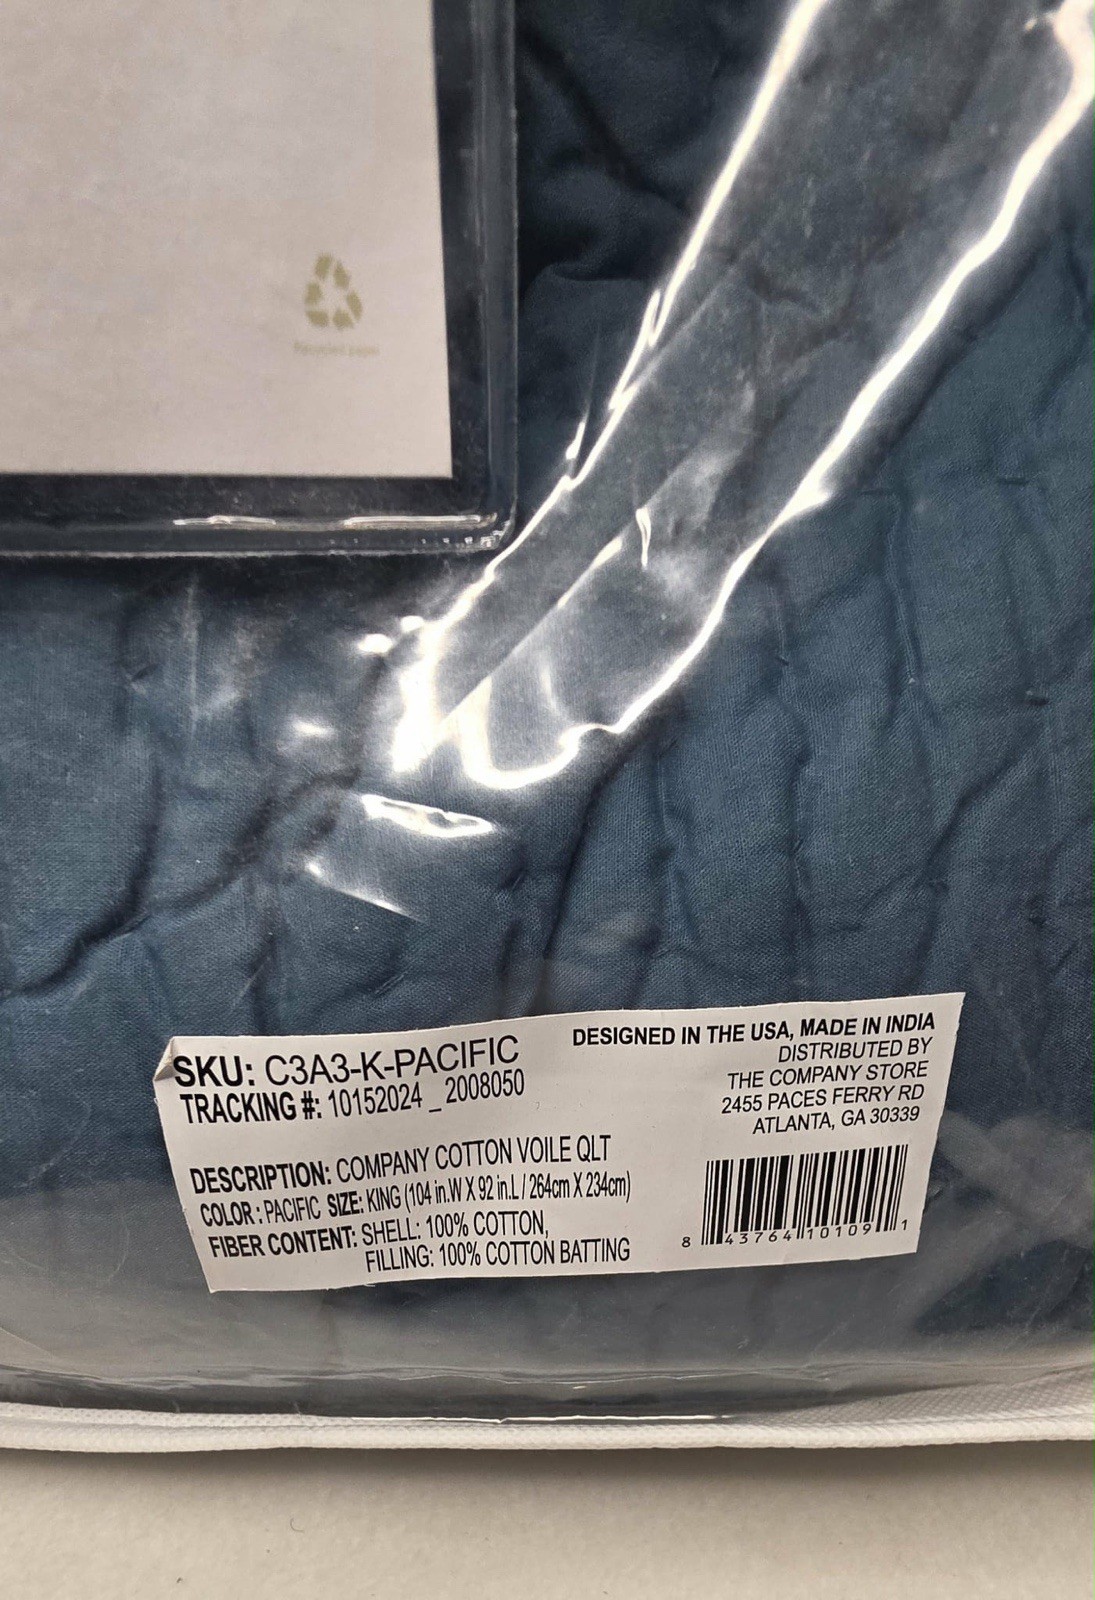 Recycled paper
SKU: C3A3-K-PACIFIC
TRACKING #: 10152024 _ 2008050
DESCRIPTION: COMPANY COTTON VOILE QLT
COLOR: PACIFIC SIZE: KING (104 in.W X 92 in.L / 264cm X 234cm)
FIBER CONTENT: SHELL: 100% COTTON,
FILLING: 100% COTTON BATTING
DESIGNED IN THE USA, MADE IN INDIA
DISTRIBUTED BY
THE COMPANY STORE
2455 PACES FERRY RD
ATLANTA, GA 30339
8 43764 10109 1